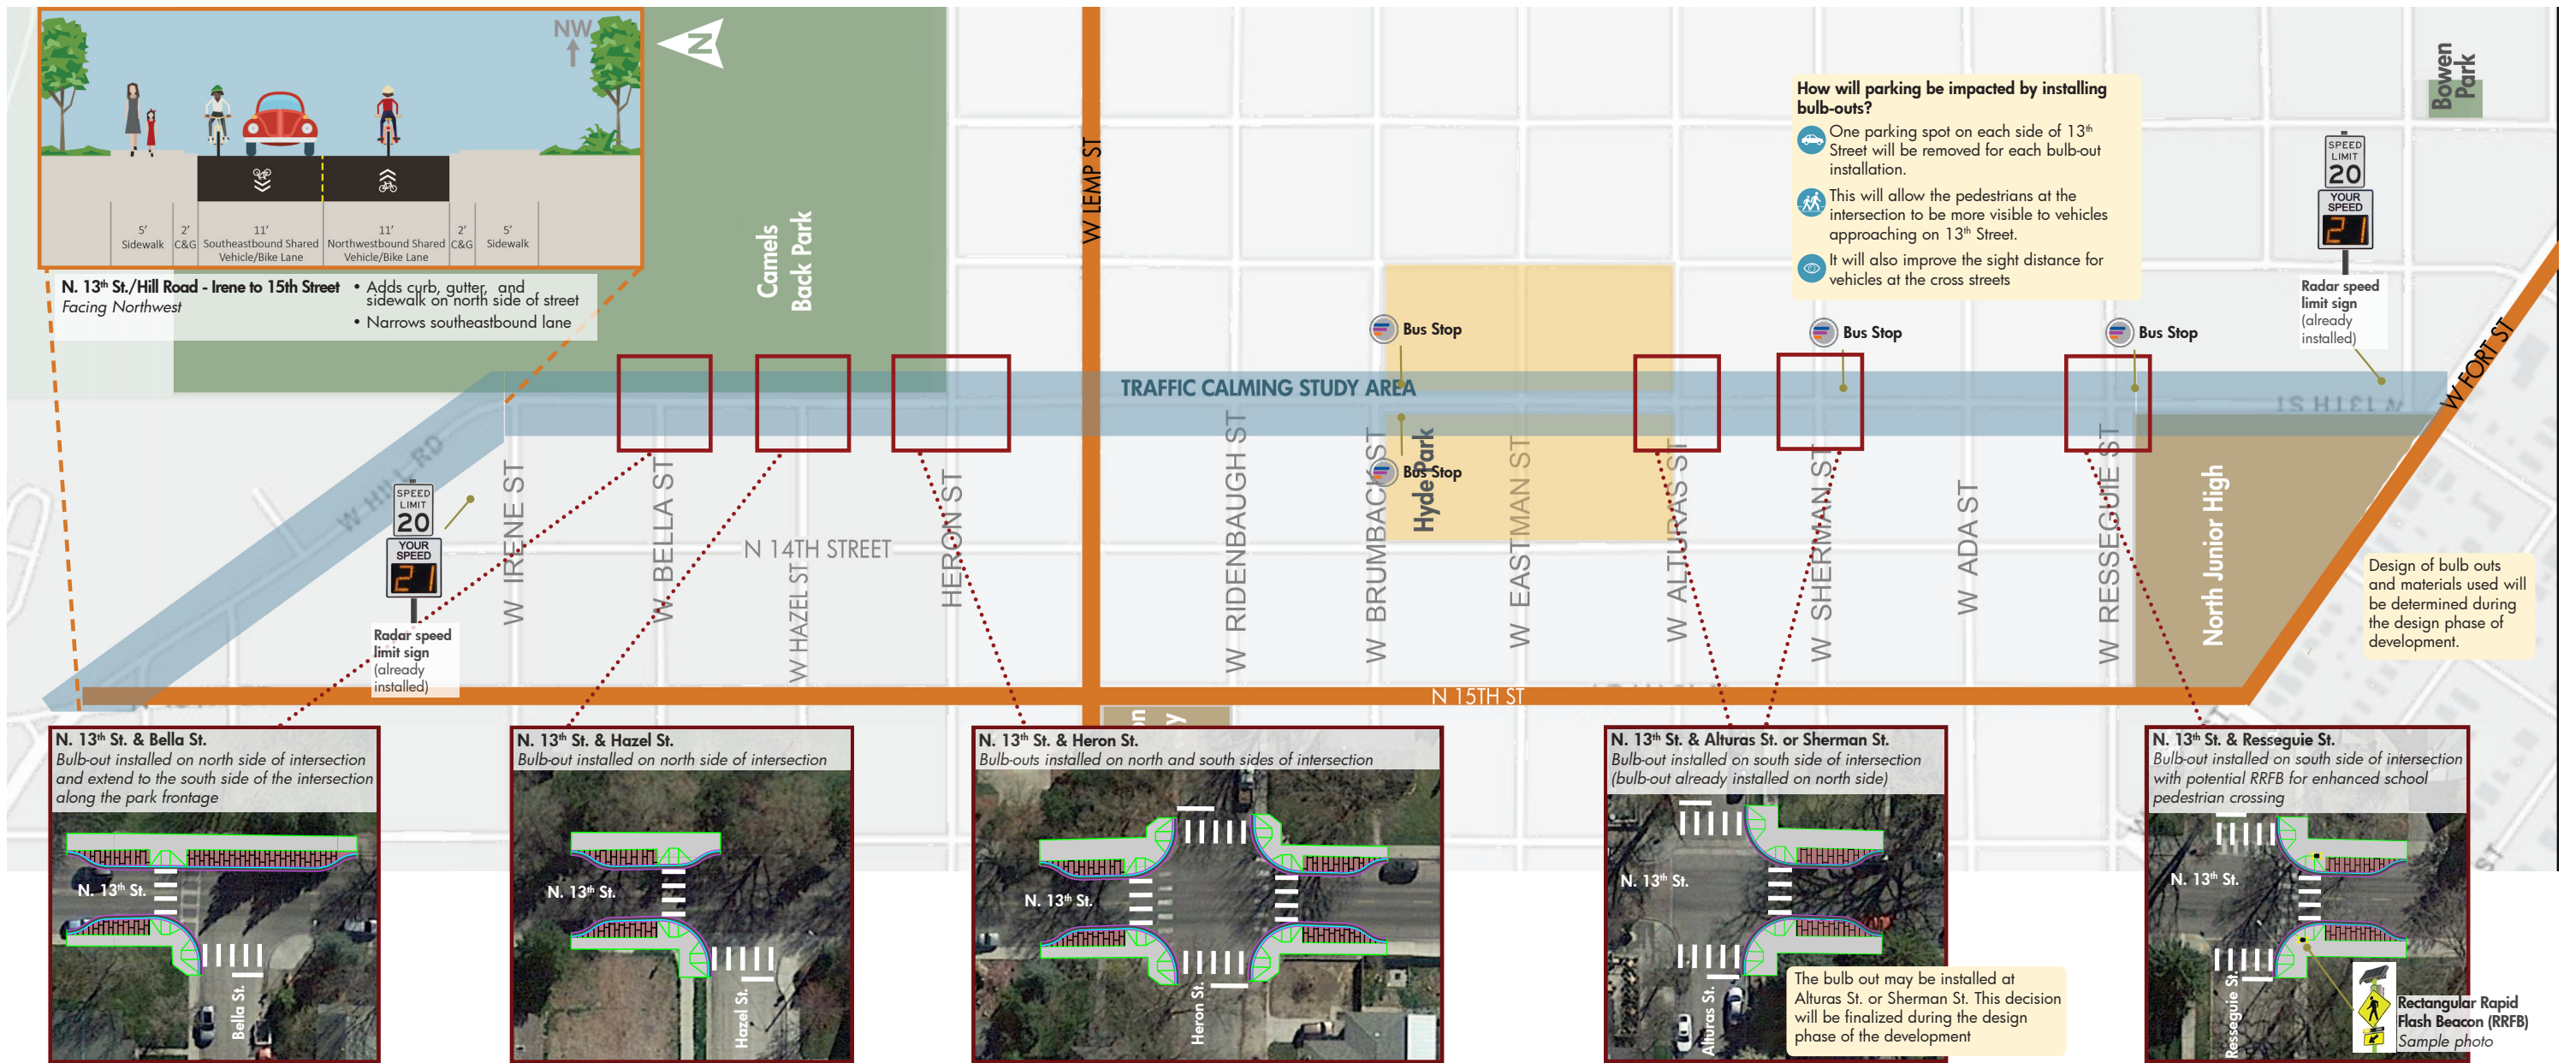 NW
N
5' 2' 11' 11' 2' 5'
Sidewalk C&G Southeastbound Shared Northwestbound Shared C&G Sidewalk
Vehicle/Bike Lane Vehicle/Bike Lane
N. 13th St./Hill Road - Irene to 15th Street
Facing Northwest
• Adds curb, gutter, and
sidewalk on north side of street
• Narrows southeastbound lane
Camels
Back Park
W LEMP ST
How will parking be impacted by installing
bulb-outs?
One parking spot on each side of 13th
Street will be removed for each bulb-out
installation.
This will allow the pedestrians at the
intersection to be more visible to vehicles
approaching on 13th Street.
It will also improve the sight distance for
vehicles at the cross streets
Bowen
Park
SPEED
LIMIT
20
YOUR
SPEED
21
Radar speed
limit sign
(already
installed)
Bus Stop
Bus Stop
Bus Stop
TRAFFIC CALMING STUDY AREA
N 13TH ST
W FORT ST
W HILL RD
SPEED
LIMIT
20
YOUR
SPEED
21
Radar speed
limit sign
(already
installed)
W IRENE ST
W BELLA ST
N 14TH STREET
W HAZEL ST
HERON ST
W RIDENBAUGH ST
W BRUMBACK ST
Hyde Park
Bus Stop
W EASTMAN ST
W ALTURAS ST
W SHERMAN ST
W ADA ST
W RESSEGUIE ST
North Junior High
Design of bulb outs
and materials used will
be determined during
the design phase of
development.
N 15TH ST
N. 13th St. & Bella St.
Bulb-out installed on north side of intersection
and extend to the south side of the intersection
along the park frontage
N. 13th St.
Bella St.
N. 13th St. & Hazel St.
Bulb-out installed on north side of intersection
N. 13th St.
Hazel St.
N. 13th St. & Heron St.
Bulb-outs installed on north and south sides of intersection
N. 13th St.
Heron St.
N. 13th St. & Alturas St. or Sherman St.
Bulb-out installed on south side of intersection
(bulb-out already installed on north side)
N. 13th St.
Alturas St.
The bulb out may be installed at
Alturas St. or Sherman St. This decision
will be finalized during the design
phase of the development
N. 13th St. & Resseguie St.
Bulb-out installed on south side of intersection
with potential RRFB for enhanced school
pedestrian crossing
N. 13th St.
Resseguie St.
Rectangular Rapid
Flash Beacon (RRFB)
Sample photo